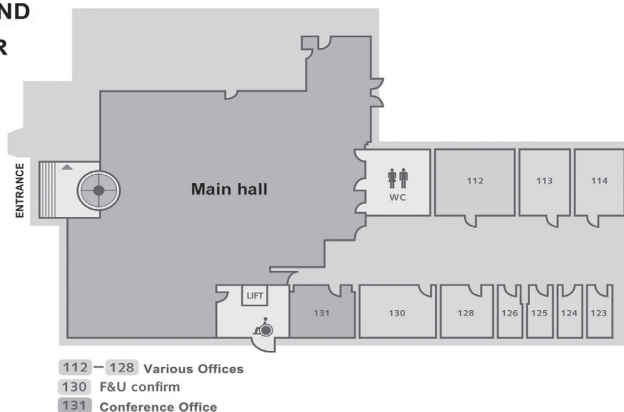 ND
R
ENTRANCE
Main hall
WC
112
113
114
LIFT
131
130
128
126
125
124
123
112 – 128 Various Offices
130 F&U confirm
131 Conference Office